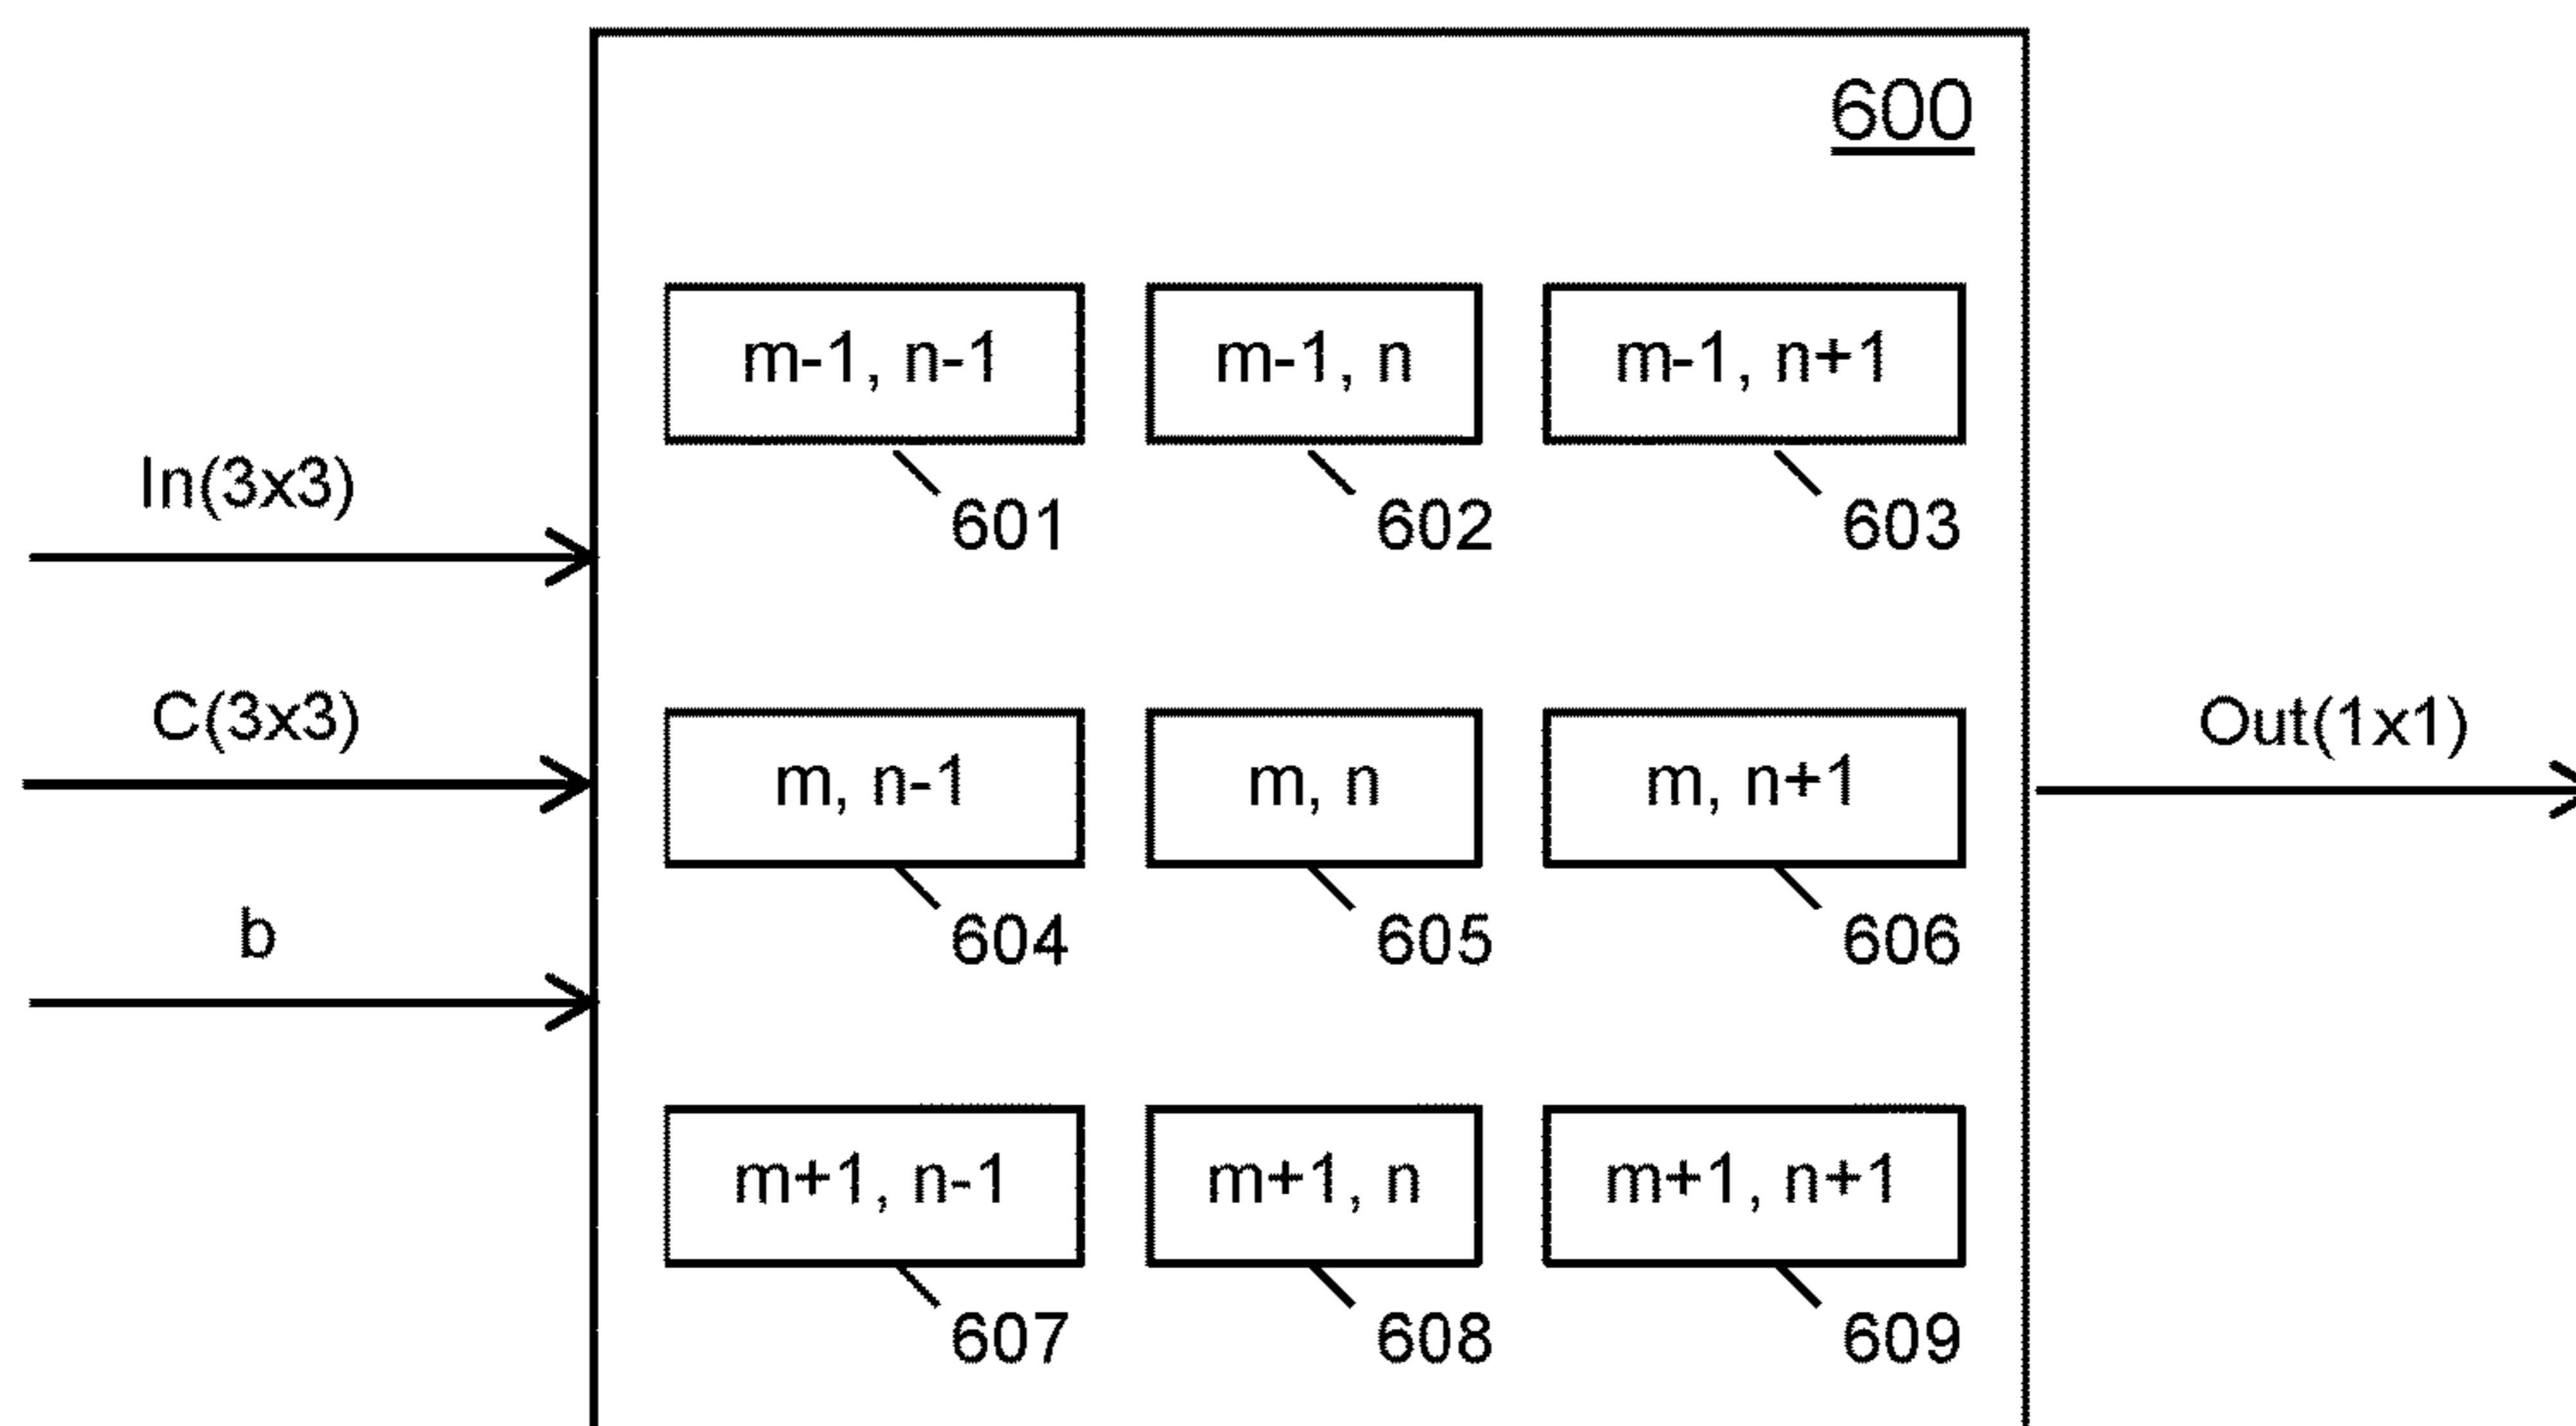 600
m-1, n-1
m-1, n
m-1, n+1
In(3x3)
601
602
603
C(3x3)
Out(1x1)
m, n-1
m, n
m, n+1
b
604
605
606
m+1, n-1
m+1, n
m+1, n+1
607
608
609